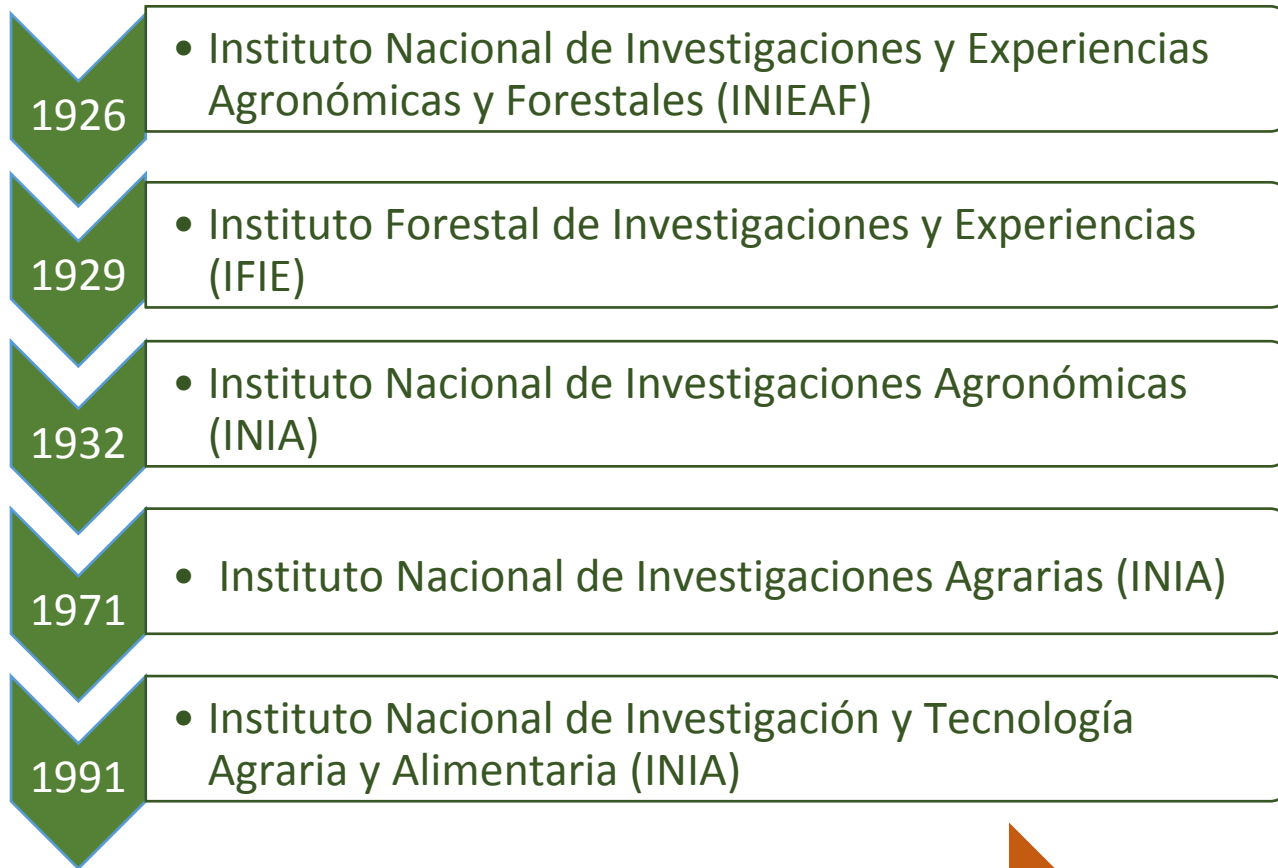 1926
• Instituto Nacional de Investigaciones y Experiencias
Agronómicas y Forestales (INIEAF)
1929
• Instituto Forestal de Investigaciones y Experiencias
(IFIE)
1932
• Instituto Nacional de Investigaciones Agronómicas
(INIA)
1971
• Instituto Nacional de Investigaciones Agrarias (INIA)
1991
• Instituto Nacional de Investigación y Tecnología
Agraria y Alimentaria (INIA)